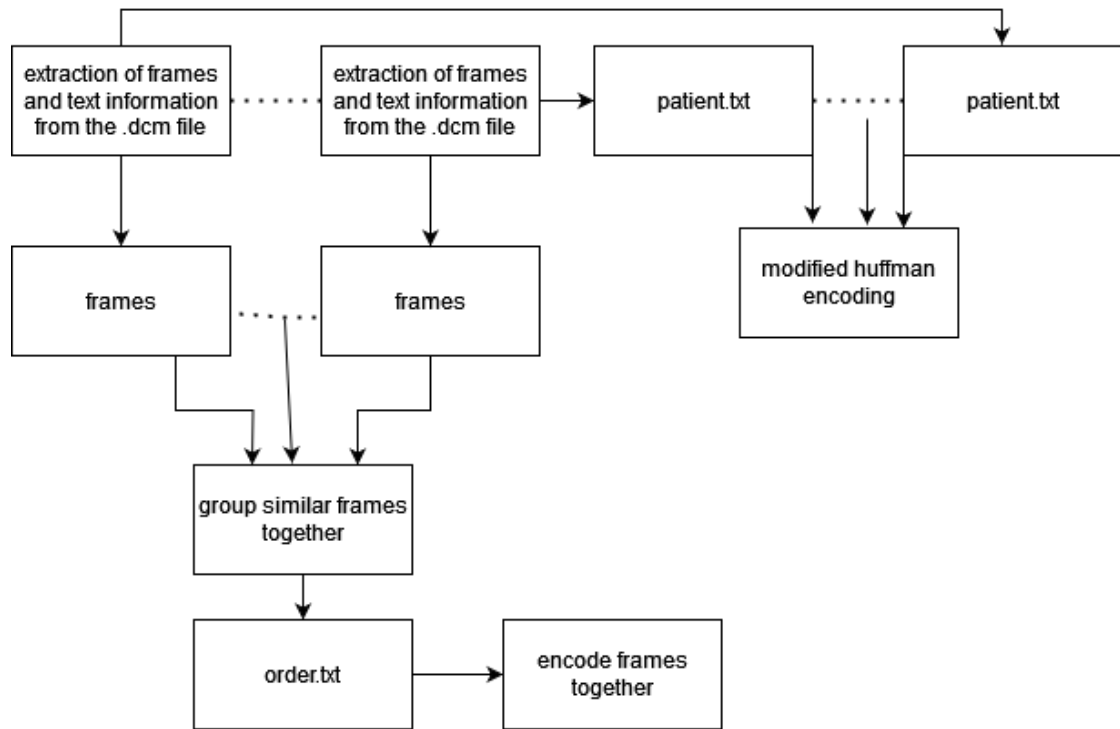 extraction of frames
and text information
from the .dcm file
extraction of frames
and text information
from the .dcm file
patient.txt
patient.txt
frames
frames
modified huffman
encoding
group similar frames
together
order.txt
encode frames
together